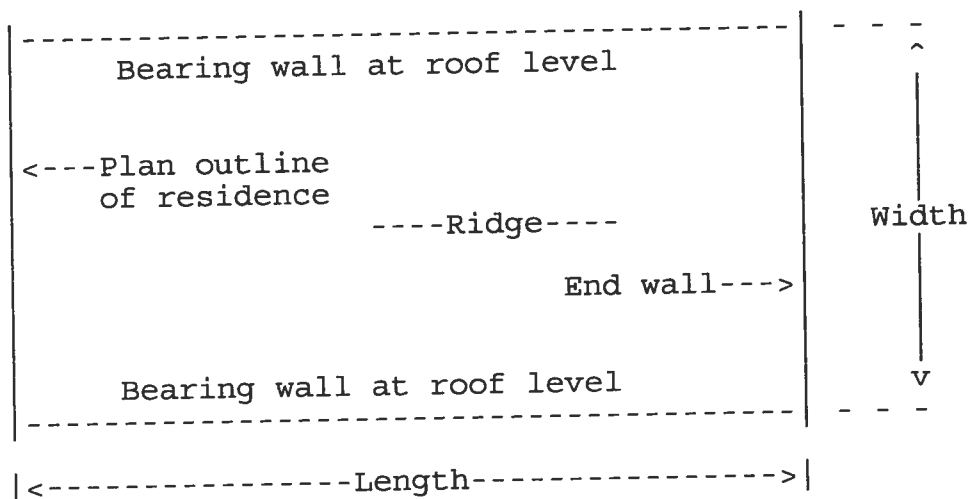 Bearing wall at roof level
<---Plan outline
of residence
----Ridge----
Width
End wall--->
Bearing wall at roof level
|<----------------Length---------------->|